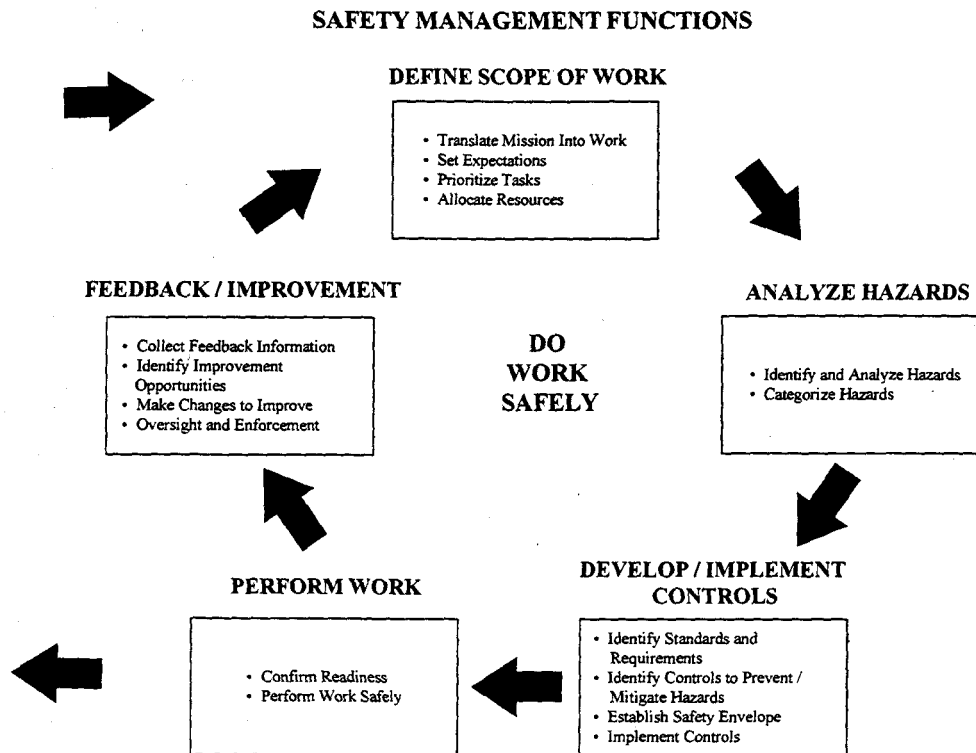 SAFETY MANAGEMENT FUNCTIONS
DEFINE SCOPE OF WORK
• Translate Mission Into Work
• Set Expectations
• Prioritize Tasks
• Allocate Resources
FEEDBACK / IMPROVEMENT
• Collect Feedback Information
• Identify Improvement
Opportunities
• Make Changes to Improve
• Oversight and Enforcement
DO
WORK
SAFELY
ANALYZE HAZARDS
• Identify and Analyze Hazards
• Categorize Hazards
PERFORM WORK
• Confirm Readiness
• Perform Work Safely
DEVELOP / IMPLEMENT
CONTROLS
• Identify Standards and
Requirements
• Identify Controls to Prevent /
Mitigate Hazards
• Establish Safety Envelope
• Implement Controls